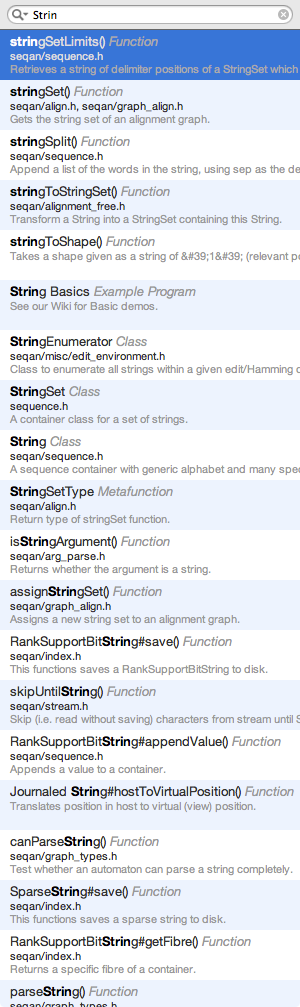 Strin
stringSetLimits() Function
seqan/sequence.h
Retrieves a string of delimiter positions of a StringSet which
stringSet() Function
seqan/align.h, seqan/graph_align.h
Gets the string set of an alignment graph.
stringSplit() Function
seqan/sequence.h
Append a list of the words in the string, using sep as the de
stringToStringSet() Function
seqan/alignment_free.h
Transform a String into a StringSet containing this String.
stringToShape() Function
Takes a shape given as a string of &#39;1&#39; (relevant po
String Basics Example Program
See our Wiki for Basic demos.
StringEnumerator Class
seqan/misc/edit_environment.h
Class to enumerate all strings within a given edit/Hamming d
StringSet Class
sequence.h
A container class for a set of strings.
String Class
seqan/sequence.h
A sequence container with generic alphabet and many spec
StringSetType Metafunction
seqan/align.h
Return type of stringSet function.
isStringArgument() Function
seqan/arg_parse.h
Returns whether the argument is a string.
assignStringSet() Function
seqan/graph_align.h
Assigns a new string set to an alignment graph.
RankSupportBitString#save() Function
seqan/index.h
This functions saves a RankSupportBitString to disk.
skipUntilString() Function
seqan/stream.h
Skip (i.e. read without saving) characters from stream until S
RankSupportBitString#appendValue() Function
seqan/sequence.h
Appends a value to a container.
Journaled String#hostToVirtualPosition() Function
Translates position in host to virtual (view) position.
canParseString() Function
seqan/graph_types.h
Test whether an automaton can parse a string completely.
SparseString#save() Function
seqan/index.h
This functions saves a sparse string to disk.
RankSupportBitString#getFibre() Function
seqan/index.h
Returns a specific fibre of a container.
parseString() Function
seqan/graph_types.h